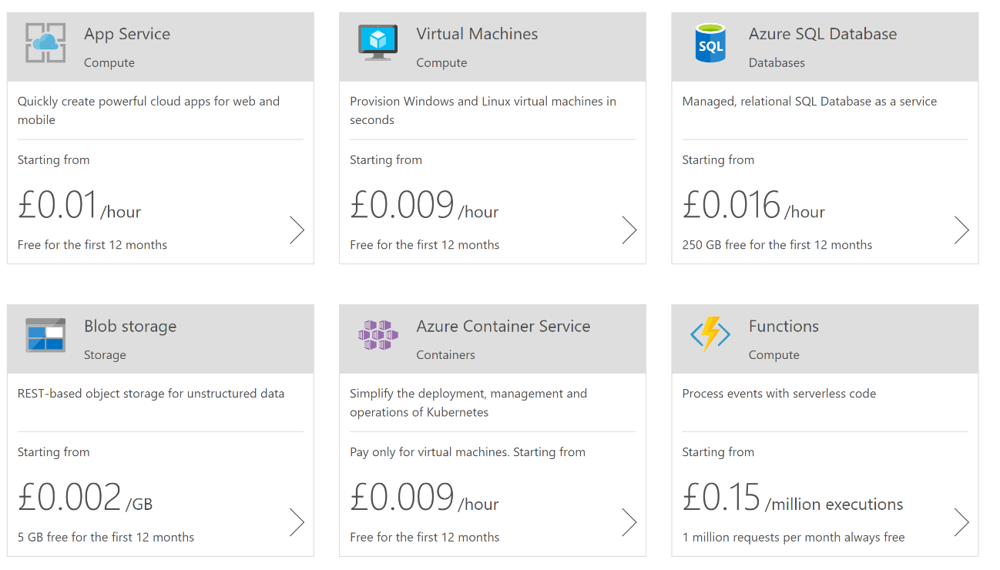 App Service
Compute
Quickly create powerful cloud apps for web and
mobile
Starting from
£0.01 /hour
Free for the first 12 months
Virtual Machines
Compute
Provision Windows and Linux virtual machines in
seconds
Starting from
£0.009 /hour
Free for the first 12 months
SQL
Azure SQL Database
Databases
Managed, relational SQL Database as a service
Starting from
£0.016 /hour
250 GB free for the first 12 months
Blob storage
Storage
REST-based object storage for unstructured data
Starting from
£0.002 /GB
5 GB free for the first 12 months
Azure Container Service
Containers
Simplify the deployment, management and
operations of Kubernetes
Pay only for virtual machines. Starting from
£0.009 /hour
Free for the first 12 months
Functions
Compute
Process events with serverless code
Starting from
£0.15 /million executions
1 million requests per month always free